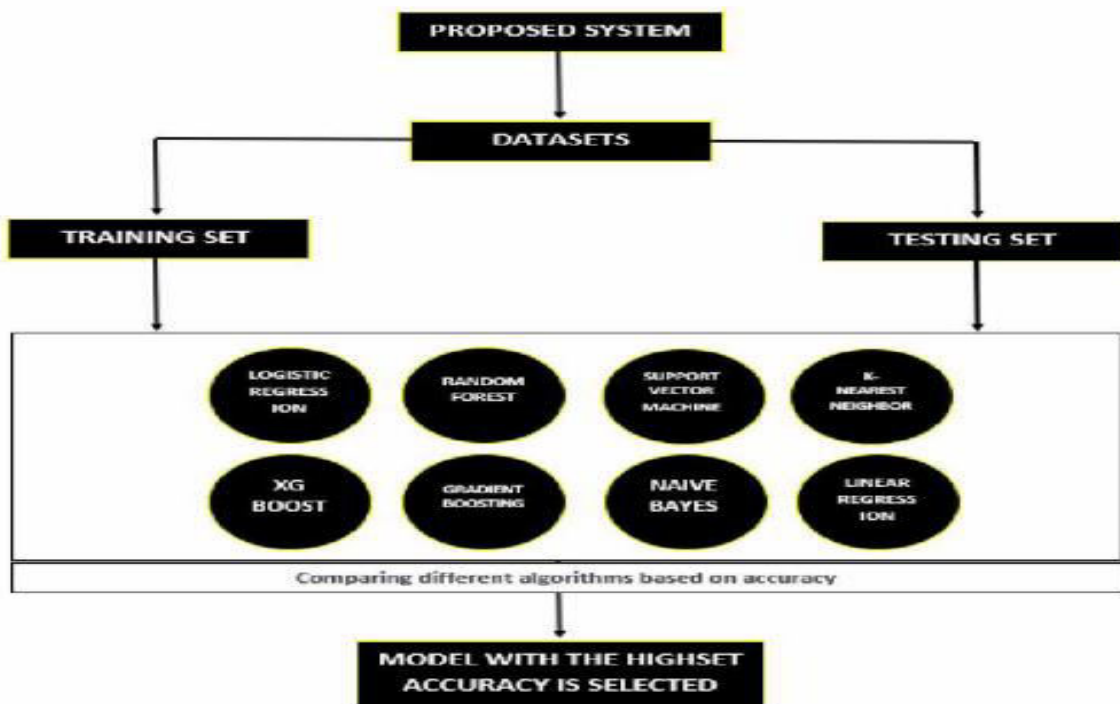 PROPOSED SYSTEM
DATASETS
TRAINING SET
TESTING SET
LOGISTIC
REGRESS
ION
RANDOM
FOREST
SUPPORT
VECTOR
MACHINE
K-
NEAREST
NEIGHBOR
XG
BOOST
GRADIENT
BOOSTING
NAIVE
BAYES
LINEAR
REGRESS
ION
Comparing different algorithms based on accuracy
MODEL WITH THE HIGHSET
ACCURACY IS SELECTED